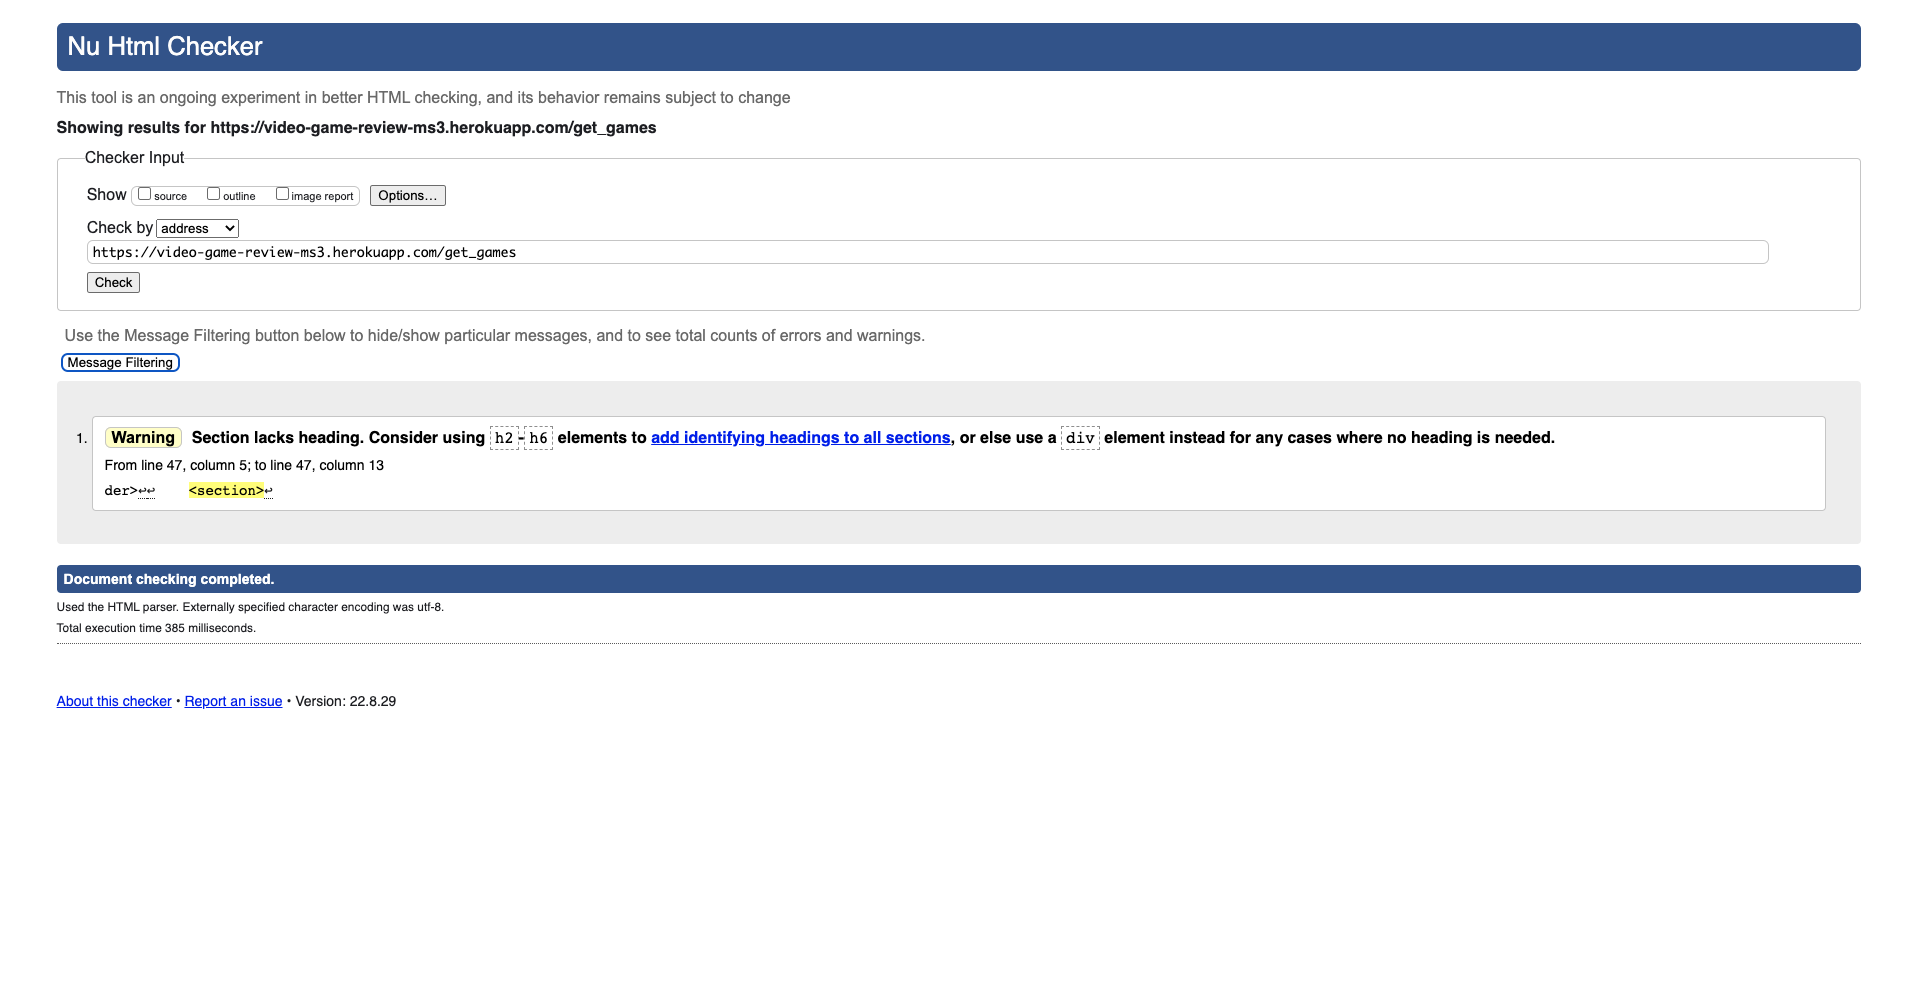 Nu Html Checker
This tool is an ongoing experiment in better HTML checking, and its behavior remains subject to change
Showing results for https://video-game-review-ms3.herokuapp.com/get_games
Checker Input
Show source outline image report Options...
Check by address
https://video-game-review-ms3.herokuapp.com/get_games
Check
Use the Message Filtering button below to hide/show particular messages, and to see total counts of errors and warnings.
Message Filtering
1. Warning Section lacks heading. Consider using h2-h6 elements to add identifying headings to all sections, or else use a div element instead for any cases where no heading is needed.
From line 47, column 5; to line 47, column 13
der>↩↩ <section>↩
Document checking completed.
Used the HTML parser. Externally specified character encoding was utf-8.
Total execution time 385 milliseconds.
About this checker • Report an issue • Version: 22.8.29